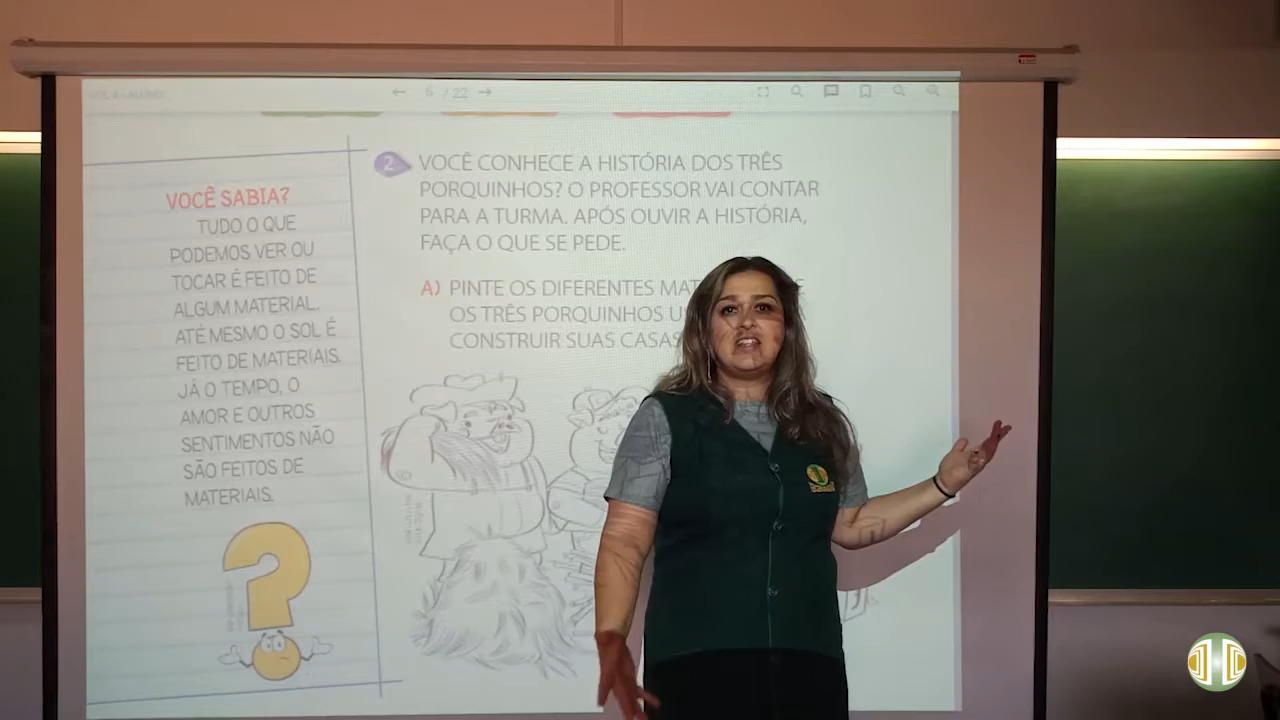 6 / 22
VOCÊ SABIA?
TUDO O QUE
PODEMOS VER OU
TOCAR É FEITO DE
ALGUM MATERIAL.
ATÉ MESMO O SOL É
FEITO DE MATERIAIS.
JÁ O TEMPO, O
AMOR E OUTROS
SENTIMENTOS NÃO
SÃO FEITOS DE
MATERIAIS.
2 VOCÊ CONHECE A HISTÓRIA DOS TRÊS
PORQUINHOS? O PROFESSOR VAI CONTAR
PARA A TURMA. APÓS OUVIR A HISTÓRIA,
FAÇA O QUE SE PEDE.
A) PINTE OS DIFERENTES
OS TRÊS PORQUINHOS
CONSTRUIR SUAS CASAS